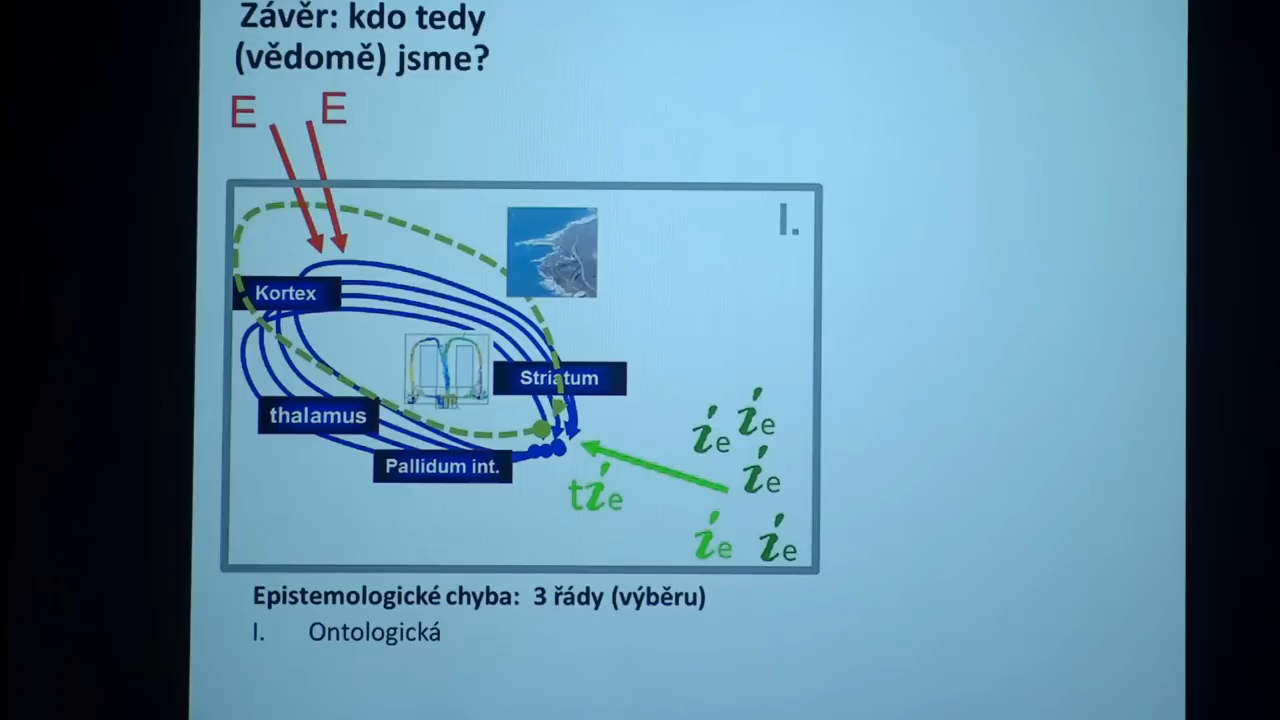 Závěr: kdo tedy
(vědomě) jsme?
E E
I.
Kortex
Striatum
thalamus
Pallidum int.
ie ie
ie
tie
ie ie
Epistemologické chyba: 3 řády (výběru)
I. Ontologická